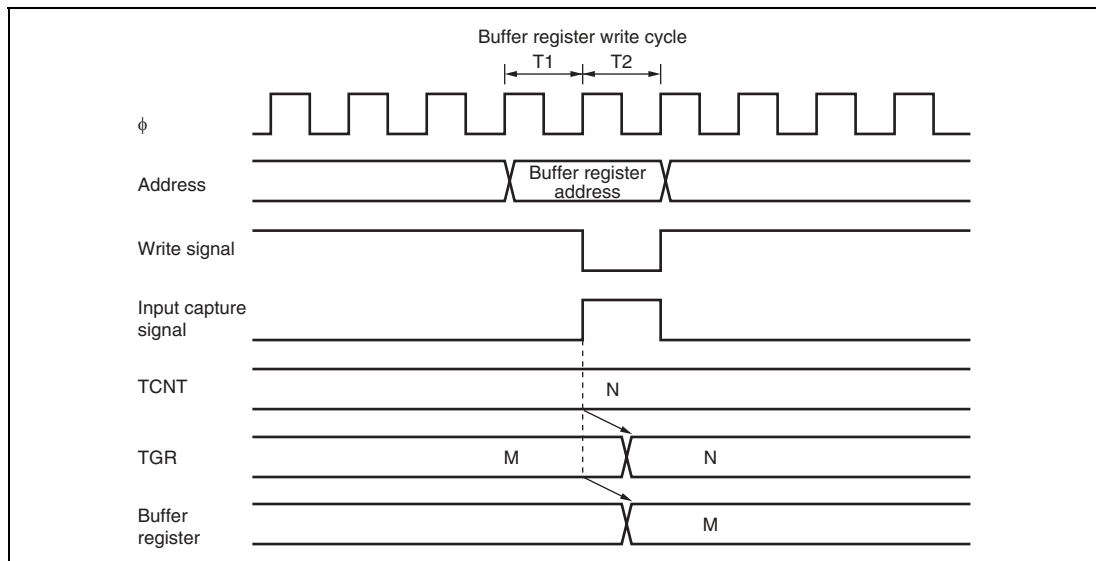 Buffer register write cycle
T1 T2
ϕ
Address
Buffer register
address
Write signal
Input capture
signal
TCNT
N
TGR
M N
Buffer
register
M